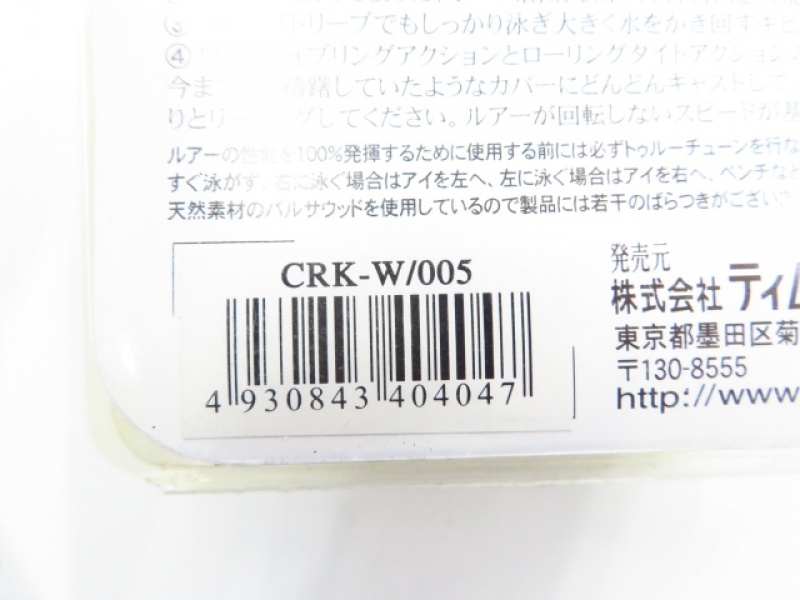 トリーブでもしっかり泳ぎ大きく水をかき回す
④ ブリングアクションとローリングタイトアクションの
今ま 躊躇していたようなカバーにどんどんキャストして
りとリ グしてください。ルアーが回転しないスピードが基
ルアーの性能を100%発揮するために使用する前には必ずトゥルーチューンを行な
すぐ泳がず、右に泳ぐ場合はアイを左へ、左に泳ぐ場合はアイを右へ、ペンチなど
天然素材のバルサウッドを使用しているので製品には若干のばらつきがござい
CRK-W/005
4 930843 404047
発売元
株式会社 ティム
東京都墨田区菊
〒130-8555
http://www